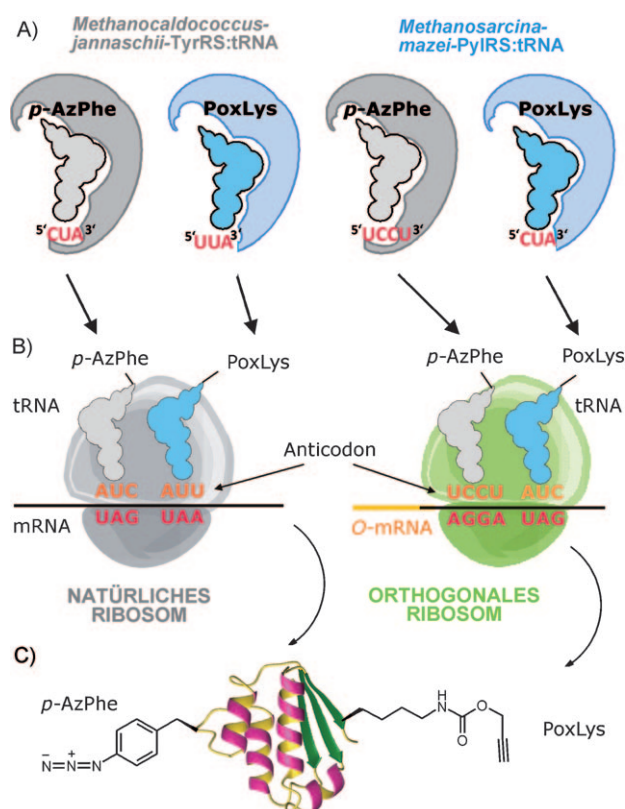 A)
Methanocaldococcus-
jannaschii-TyrRS:tRNA
Methanosarcina-
mazei-PylRS:tRNA
p-AzPhe
PoxLys
p-AzPhe
PoxLys
5' CUA 3'
5' UUA 3'
5' UCCU 3'
5' CUA 3'
B)
p-AzPhe
PoxLys
p-AzPhe
PoxLys
tRNA
tRNA
Anticodon
AUC AUU
UCCU AUC
mRNA
UAG UAA
O-mRNA
AGGA UAG
NATÜRLICHES
RIBOSOM
ORTHOGONALES
RIBOSOM
C)
p-AzPhe
PoxLys
N=N=N
− +
H
N
O
O